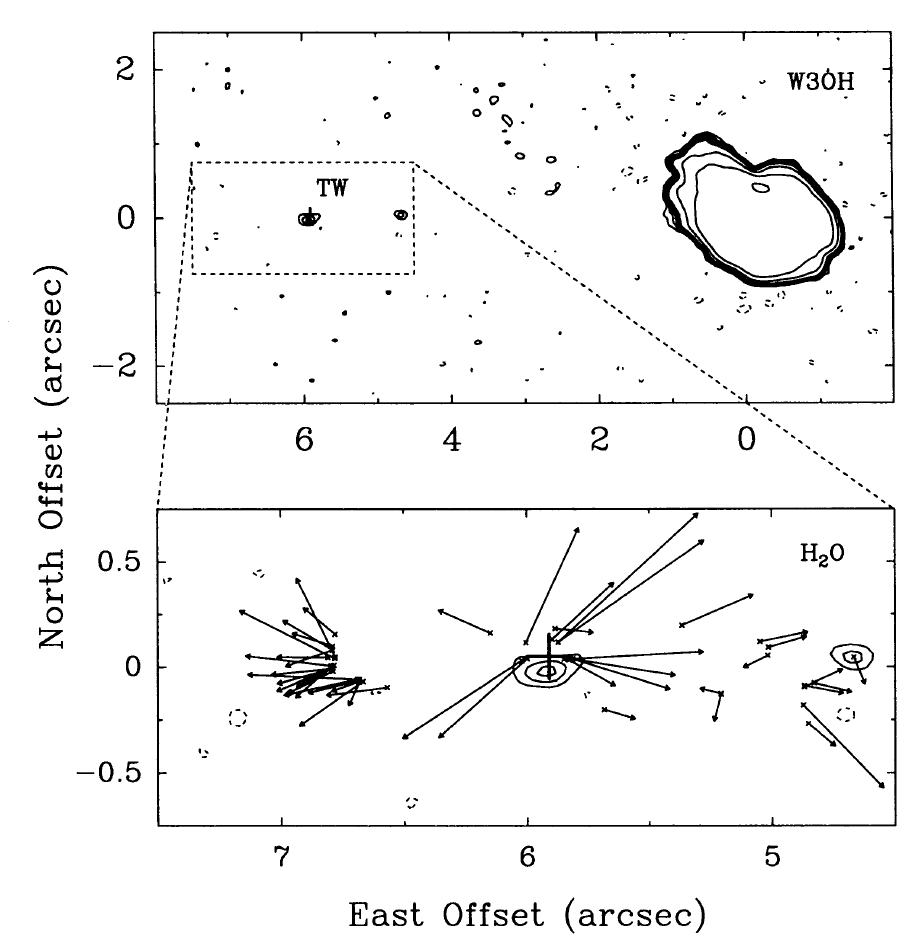 2
W3OH
TW
0
−2
6 4 2 0
North Offset (arcsec)
0.5
H₂O
0
−0.5
7 6 5
East Offset (arcsec)